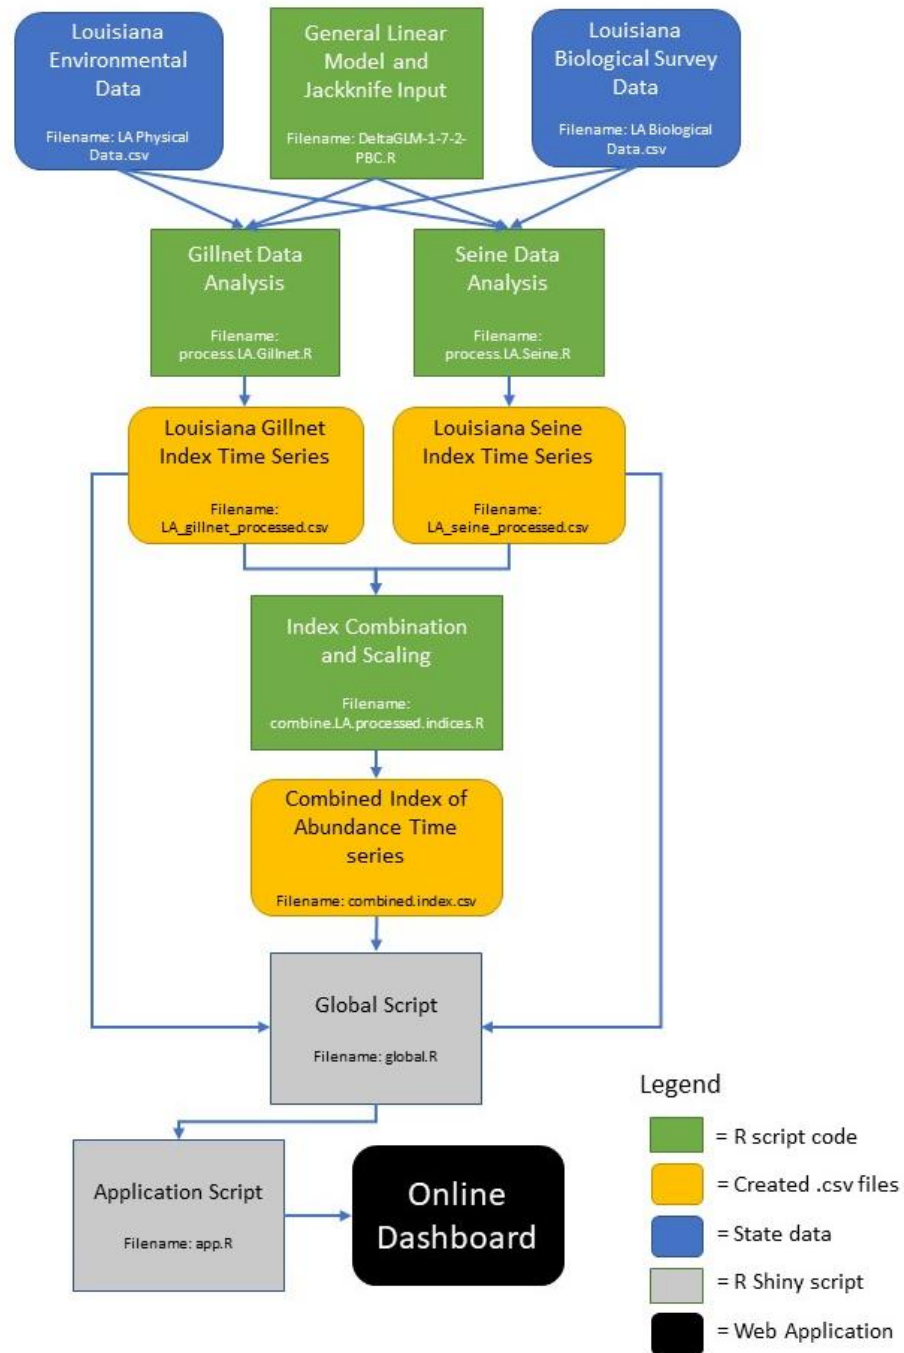 Louisiana
Environmental
Data
Filename: LA Physical
Data.csv
General Linear
Model and
Jackknife Input
Filename: DeltaGLM-1-7-2-
PBC.R
Louisiana
Biological Survey
Data
Filename: LA Biological
Data.csv
Gillnet Data
Analysis
Filename:
process.LA.Gillnet.R
Seine Data
Analysis
Filename:
process.LA.Seine.R
Louisiana Gillnet
Index Time Series
Filename:
LA_gillnet_processed.csv
Louisiana Seine
Index Time Series
Filename:
LA_seine_processed.csv
Index Combination
and Scaling
Filename:
combine.LA.processed.indices.R
Combined Index of
Abundance Time
series
Filename: combined.index.csv
Global Script
Filename: global.R
Application Script
Filename: app.R
Online
Dashboard
Legend
= R script code
= Created .csv files
= State data
= R Shiny script
= Web Application